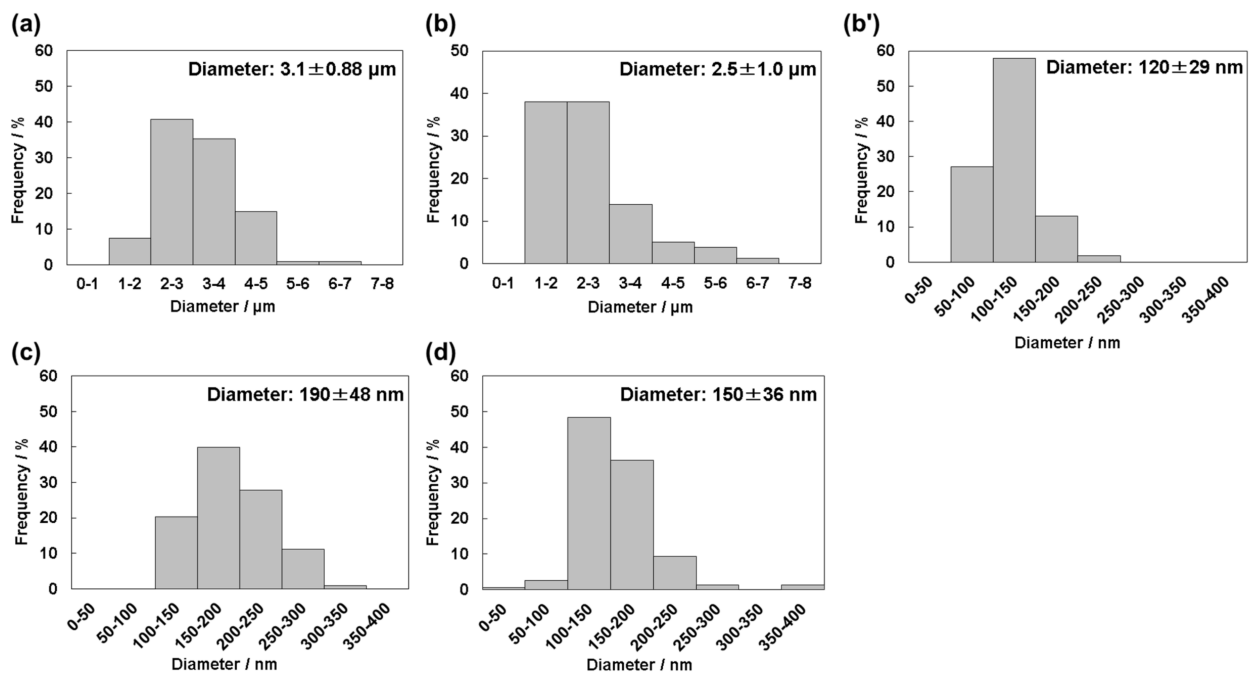 (a)
Diameter: 3.1±0.88 μm
Frequency / %
60
50
40
30
20
10
0
0-1 1-2 2-3 3-4 4-5 5-6 6-7 7-8
Diameter / μm
(b)
Diameter: 2.5±1.0 μm
Frequency / %
50
40
30
20
10
0
0-1 1-2 2-3 3-4 4-5 5-6 6-7 7-8
Diameter / μm
(b')
Diameter: 120±29 nm
Frequency / %
60
50
40
30
20
10
0
0-50 50-100 100-150 150-200 200-250 250-300 300-350 350-400
Diameter / nm
(c)
Diameter: 190±48 nm
Frequency / %
60
50
40
30
20
10
0
0-50 50-100 100-150 150-200 200-250 250-300 300-350 350-400
Diameter / nm
(d)
Diameter: 150±36 nm
Frequency / %
60
50
40
30
20
10
0
0-50 50-100 100-150 150-200 200-250 250-300 300-350 350-400
Diameter / nm